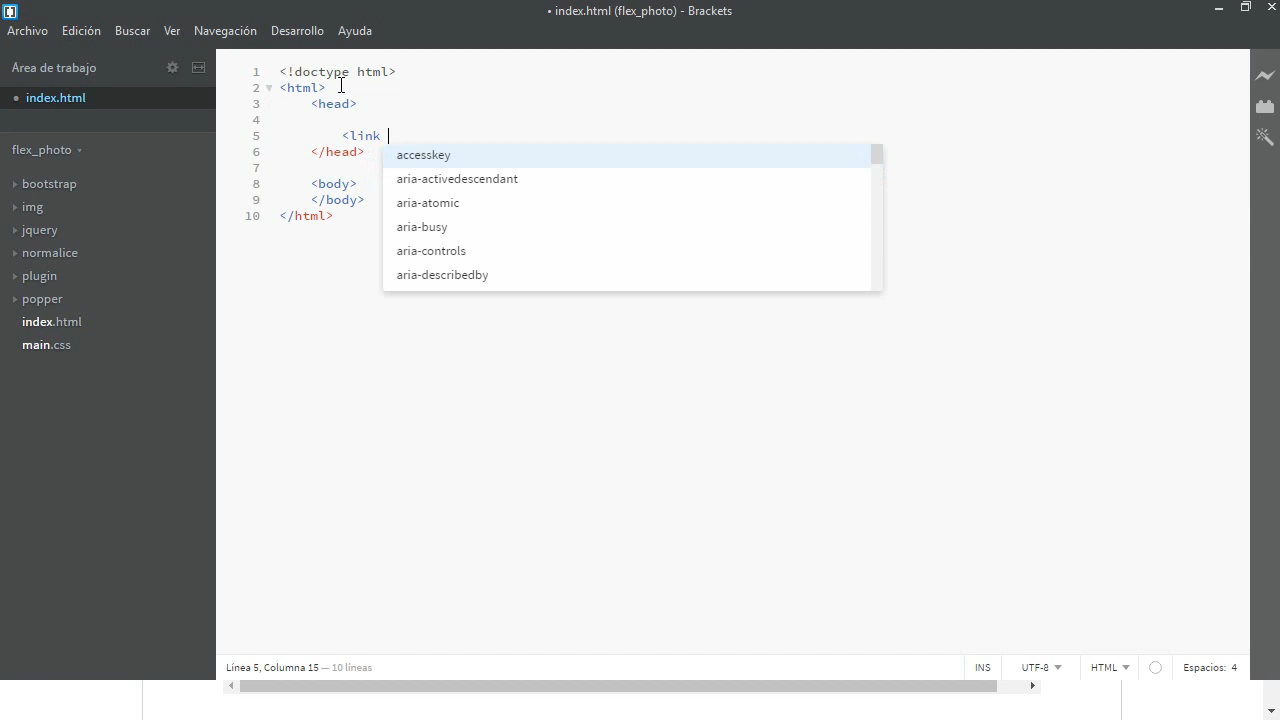 • index.html (flex_photo) - Brackets
Archivo Edición Buscar Ver Navegación Desarrollo Ayuda
Área de trabajo
• index.html
flex_photo
bootstrap
img
jquery
normalice
plugin
popper
index.html
main.css
1 <!doctype html>
2 <html>
3 <head>
4
5 <link
6 </head>
7
8 <body>
9 </body>
10 </html>
accesskey
aria-activedescendant
aria-atomic
aria-busy
aria-controls
aria-describedby
Línea 5, Columna 15 — 10 líneas
INS UTF-8 HTML Espacios: 4